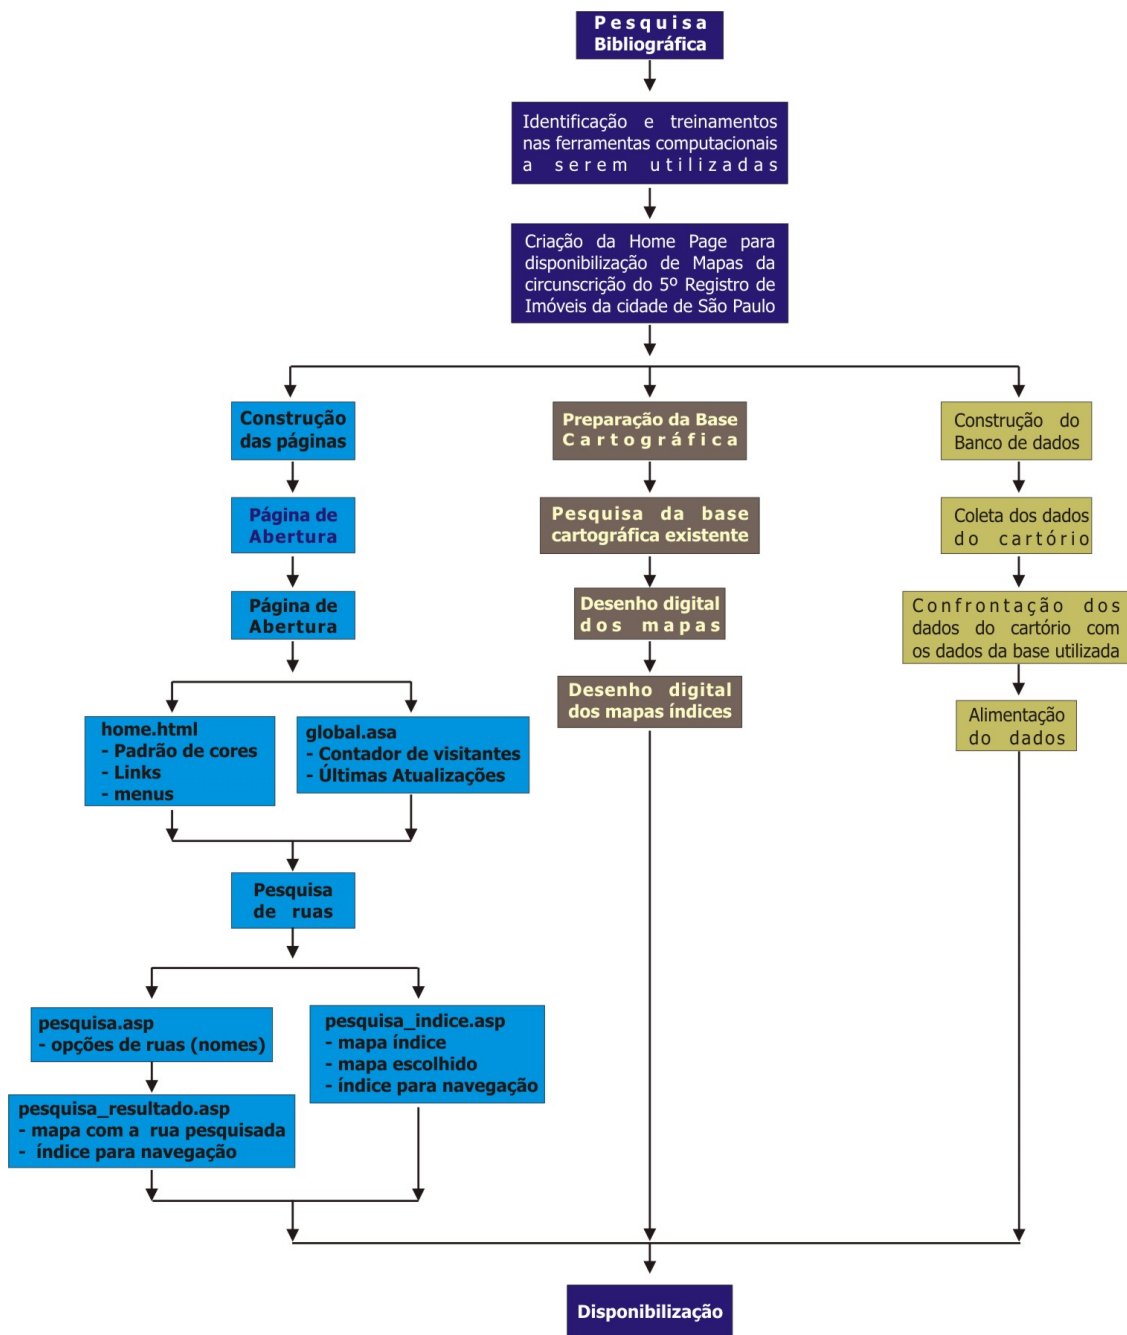 Pesquisa
Bibliográfica
Identificação e treinamentos
nas ferramentas computacionais
a serem utilizadas
Criação da Home Page para
disponibilização de Mapas da
circunscrição do 5º Registro de
Imóveis da cidade de São Paulo
Construção
das páginas
Preparação da Base
Cartográfica
Construção do
Banco de dados
Página de
Abertura
Pesquisa da base
cartográfica existente
Coleta dos dados
do cartório
Página de
Abertura
Desenho digital
dos mapas
Confrontação dos
dados do cartório com
os dados da base utilizada
Desenho digital
dos mapas índices
Alimentação
do dados
home.html
- Padrão de cores
- Links
- menus
global.asa
- Contador de visitantes
- Últimas Atualizações
Pesquisa
de ruas
pesquisa.asp
- opções de ruas (nomes)
pesquisa_indice.asp
- mapa índice
- mapa escolhido
- índice para navegação
pesquisa_resultado.asp
- mapa com a rua pesquisada
- índice para navegação
Disponibilização